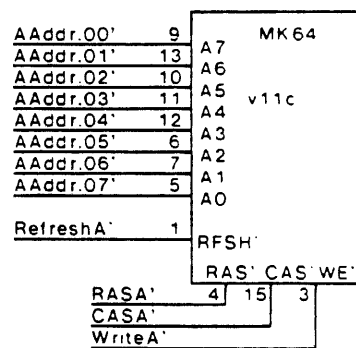 AAddr.00' 9 A7 MK64
AAddr.01' 13 A6
AAddr.02' 10 A5
AAddr.03' 11 A4 v11c
AAddr.04' 12 A3
AAddr.05' 6 A2
AAddr.06' 7 A1
AAddr.07' 5 A0
RefreshA' 1 RFSH'
RAS' CAS' WE'
RASA' 4 15 3
CASA'
WriteA'